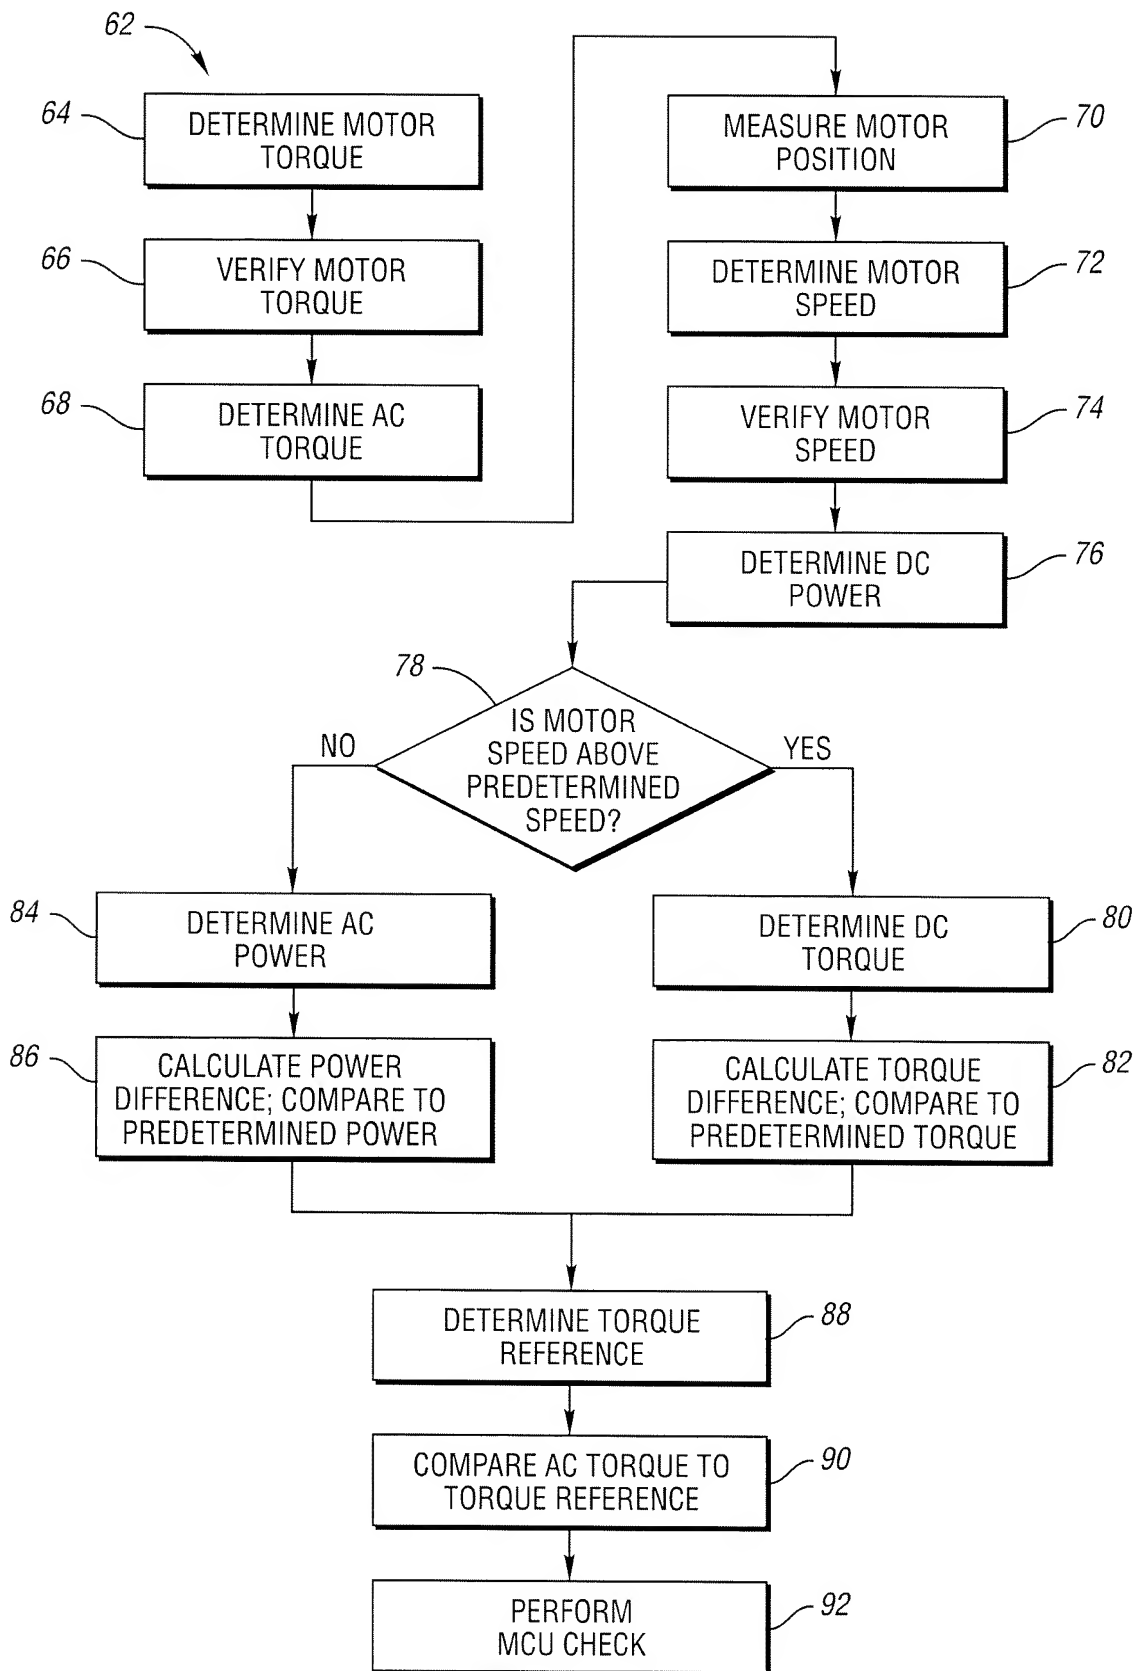 62
64
DETERMINE MOTOR
TORQUE
66
VERIFY MOTOR
TORQUE
68
DETERMINE AC
TORQUE
MEASURE MOTOR
POSITION
70
DETERMINE MOTOR
SPEED
72
VERIFY MOTOR
SPEED
74
DETERMINE DC
POWER
76
78
IS MOTOR
SPEED ABOVE
PREDETERMINED
SPEED?
NO
YES
84
DETERMINE AC
POWER
86
CALCULATE POWER
DIFFERENCE; COMPARE TO
PREDETERMINED POWER
DETERMINE DC
TORQUE
80
CALCULATE TORQUE
DIFFERENCE; COMPARE TO
PREDETERMINED TORQUE
82
DETERMINE TORQUE
REFERENCE
88
COMPARE AC TORQUE TO
TORQUE REFERENCE
90
PERFORM
MCU CHECK
92